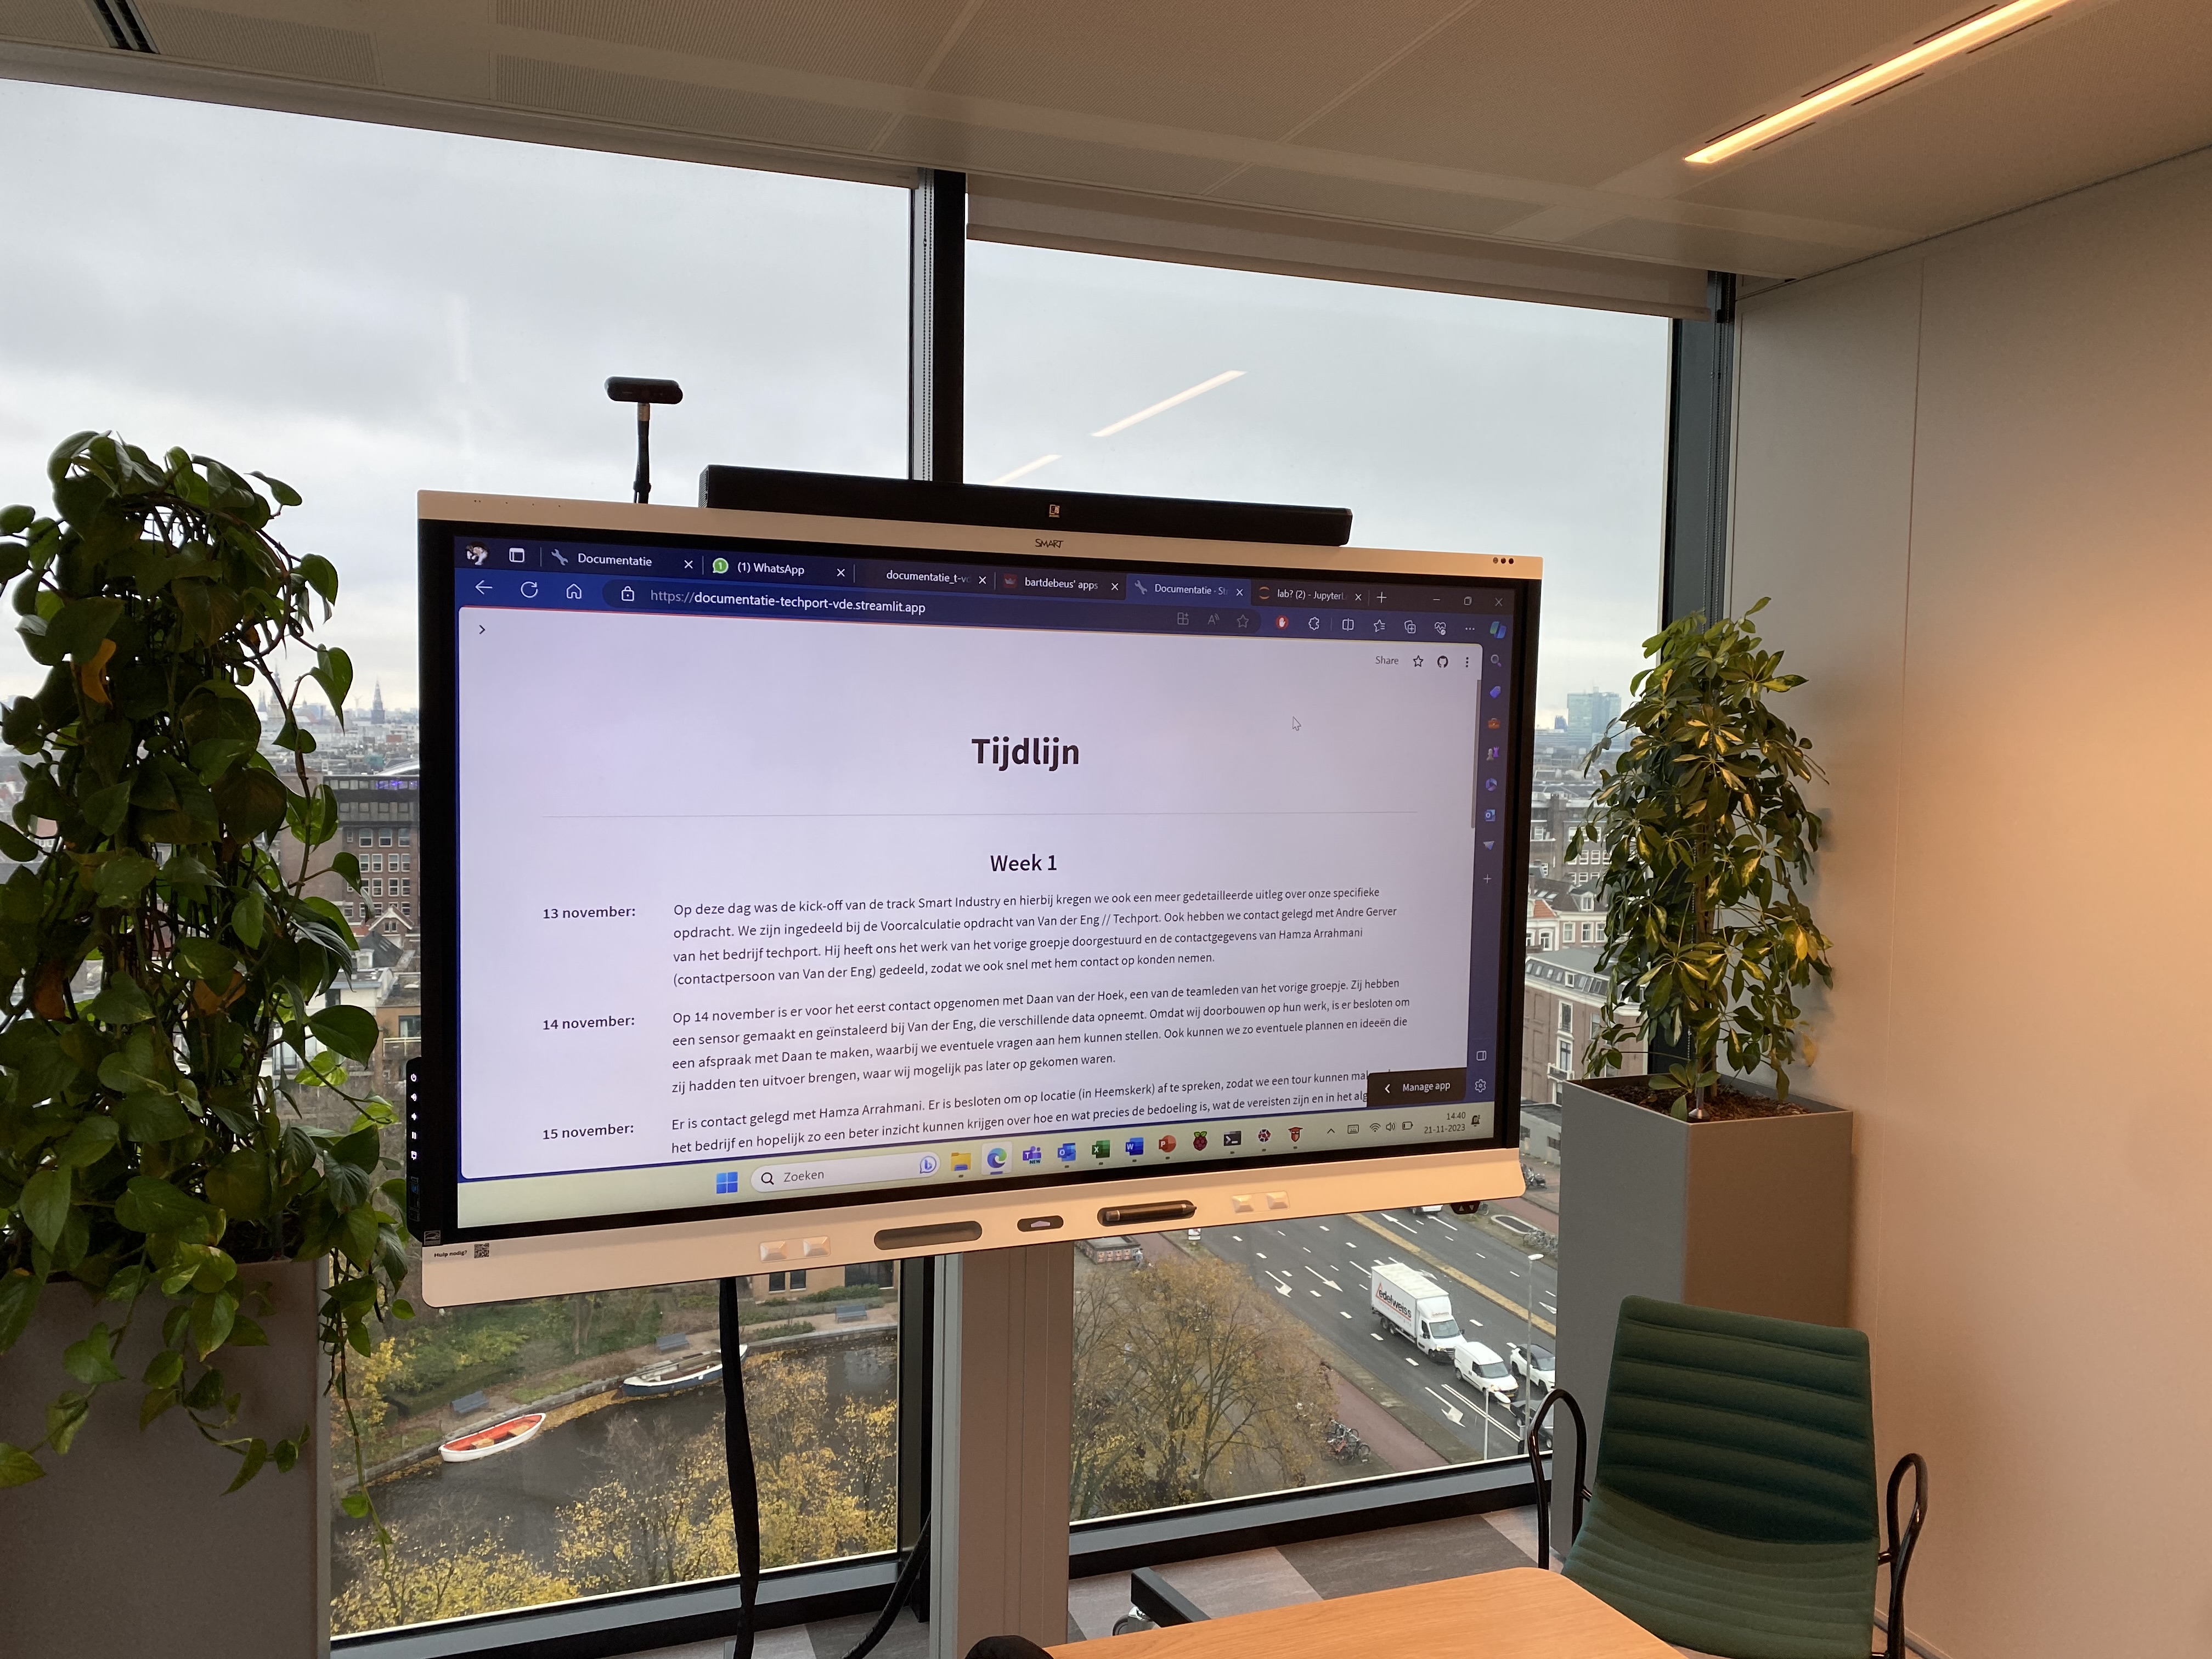 SMART
Documentatie
(1) WhatsApp
documentatie_t-v
bartdebeus' apps
Documentatie - St
lab? (2) - JupyterL
https://documentatie-techport-vde.streamlit.app
Share
Tijdlijn
Week 1
13 november:
Op deze dag was de kick-off van de track Smart Industry en hierbij kregen we ook een meer gedetailleerde uitleg over onze specifieke
opdracht. We zijn ingedeeld bij de Voorcalculatie opdracht van Van der Eng // Techport. Ook hebben we contact gelegd met Andre Gerver
van het bedrijf techport. Hij heeft ons het werk van het vorige groepje doorgestuurd en de contactgegevens van Hamza Arrahmani
(contactpersoon van Van der Eng) gedeeld, zodat we ook snel met hem contact op konden nemen.
14 november:
Op 14 november is er voor het eerst contact opgenomen met Daan van der Hoek, een van de teamleden van het vorige groepje. Zij hebben
een sensor gemaakt en geïnstaleerd bij Van der Eng, die verschillende data opneemt. Omdat wij doorbouwen op hun werk, is er besloten om
een afspraak met Daan te maken, waarbij we eventuele vragen aan hem kunnen stellen. Ook kunnen we zo eventuele plannen en ideeën die
zij hadden ten uitvoer brengen, waar wij mogelijk pas later op gekomen waren.
15 november:
Er is contact gelegd met Hamza Arrahmani. Er is besloten om op locatie (in Heemskerk) af te spreken, zodat we een tour kunnen
het bedrijf en hopelijk zo een beter inzicht kunnen krijgen over hoe en wat precies de bedoeling is, wat de vereisten zijn en in het
Manage app
Zoeken
14:40
21-11-2023
Hulp nodig?
edelweiss